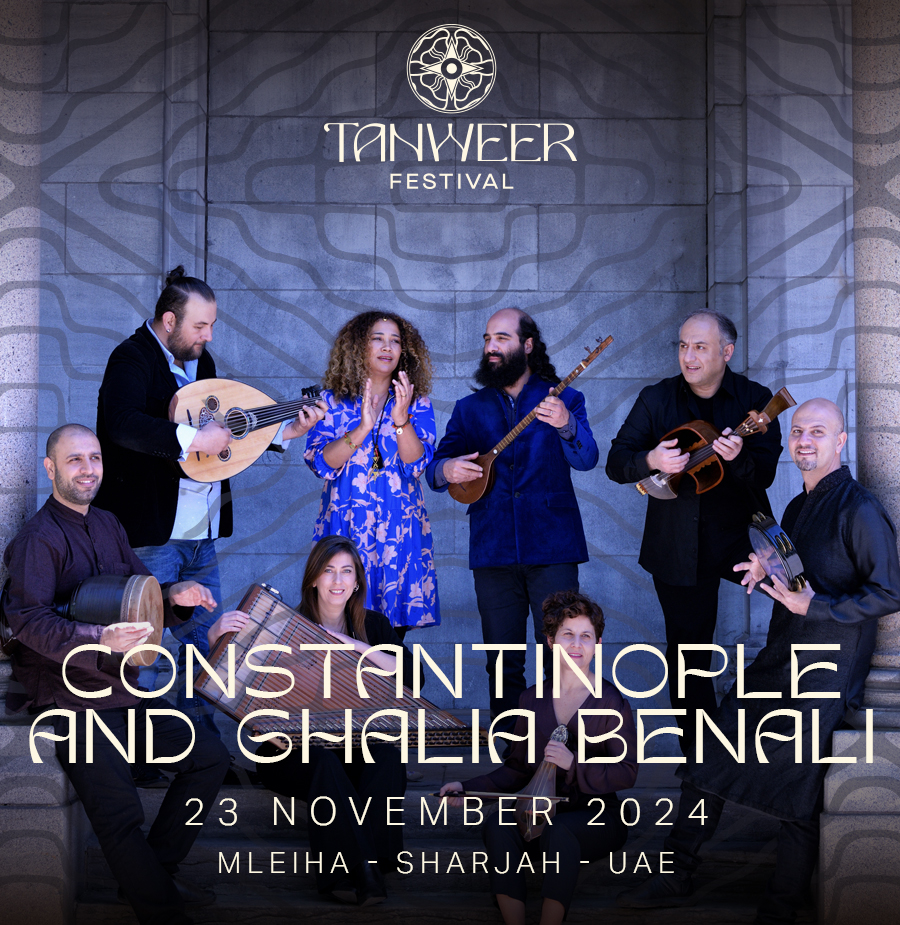 TANWEER
FESTIVAL
CONSTANTINOPLE
AND GHALIA BENALI
23 NOVEMBER 2024
MLEIHA - SHARJAH - UAE